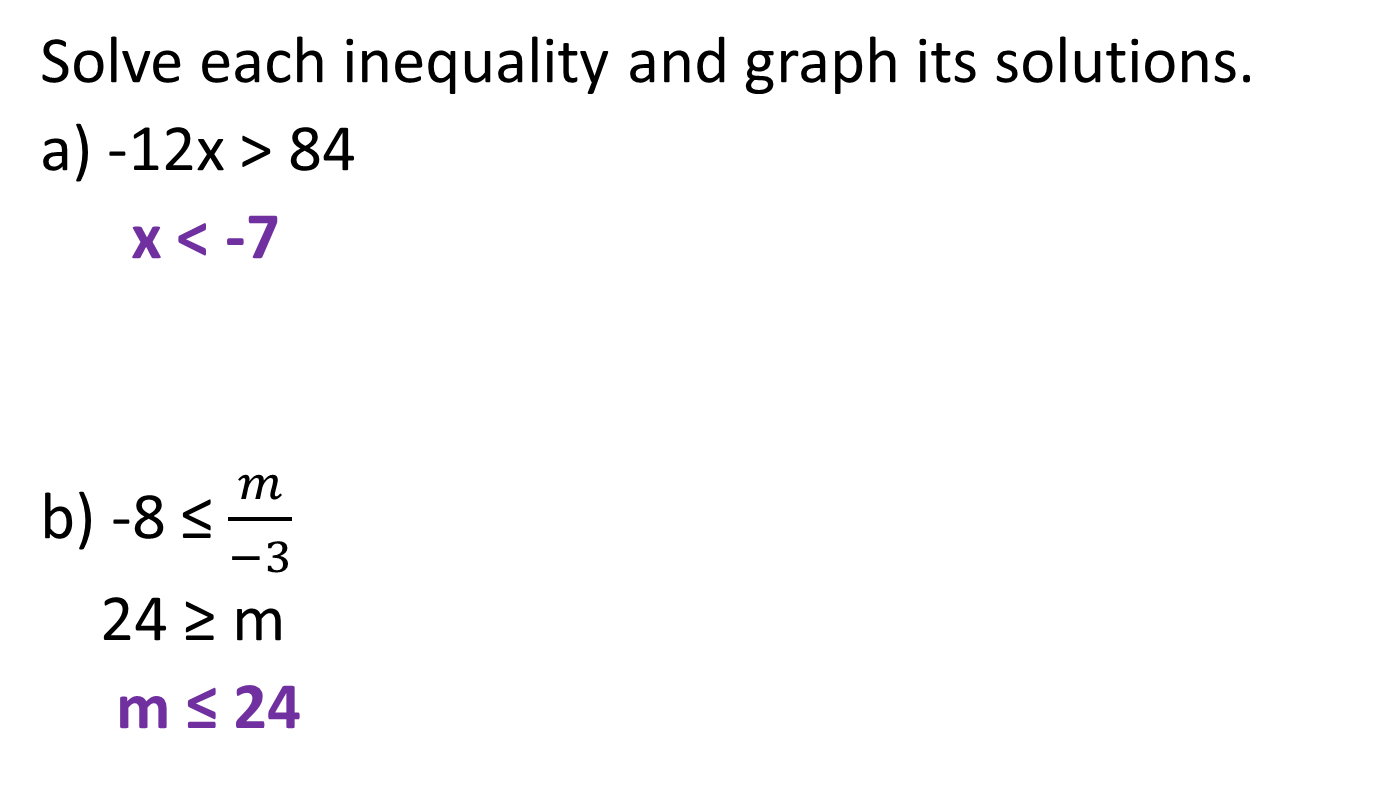 Solve each inequality and graph its solutions.
a) -12x > 84
x < -7
b) -8 ≤ m/−3
24 ≥ m
m ≤ 24